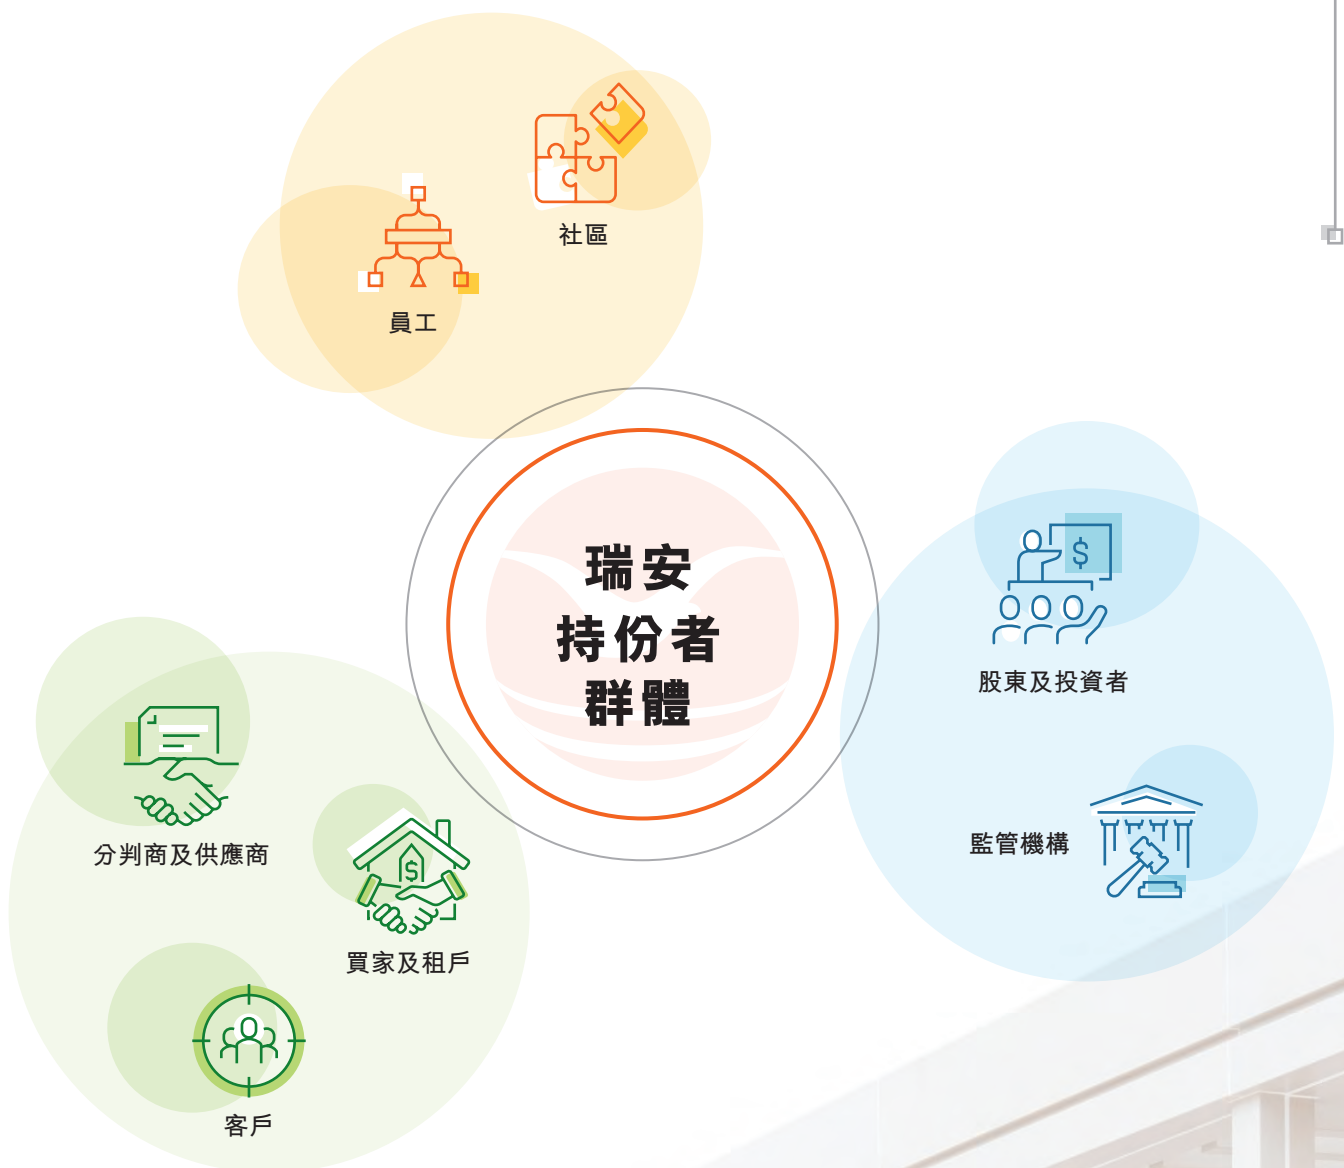 社區
員工
瑞安
持份者
群體
股東及投資者
監管機構
分判商及供應商
買家及租戶
客戶